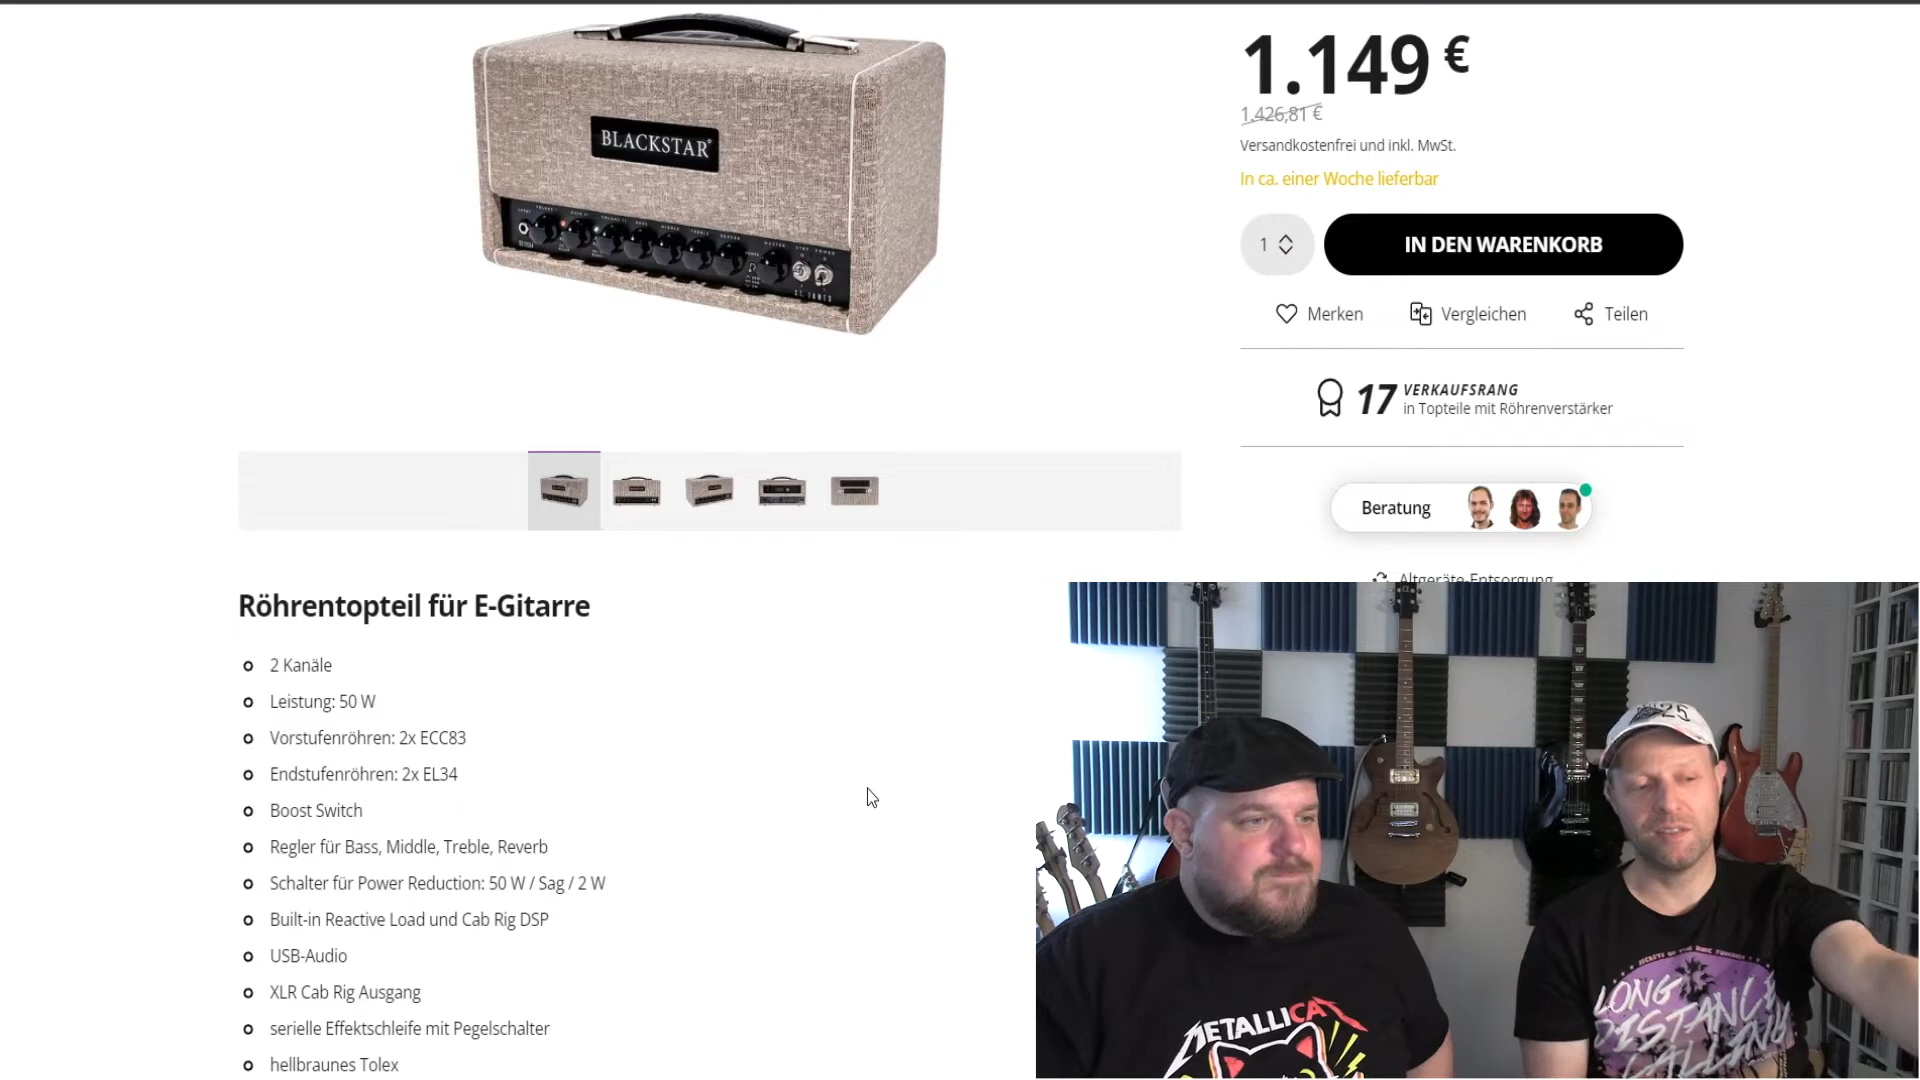 BLACKSTAR
ST. JAMES
1.149 €
1.426,81 €
Versandkostenfrei und inkl. MwSt.
In ca. einer Woche lieferbar
1
IN DEN WARENKORB
Merken
Vergleichen
Teilen
17 VERKAUFSRANG
in Topteile mit Röhrenverstärker
Beratung
Altgeräte-Entsorgung
Röhrentopteil für E-Gitarre
2 Kanäle
Leistung: 50 W
Vorstufenröhren: 2x ECC83
Endstufenröhren: 2x EL34
Boost Switch
Regler für Bass, Middle, Treble, Reverb
Schalter für Power Reduction: 50 W / Sag / 2 W
Built-in Reactive Load und Cab Rig DSP
USB-Audio
XLR Cab Rig Ausgang
serielle Effektschleife mit Pegelschalter
hellbraunes Tolex
METALLICA
LONG
DISTANCE
CALLING